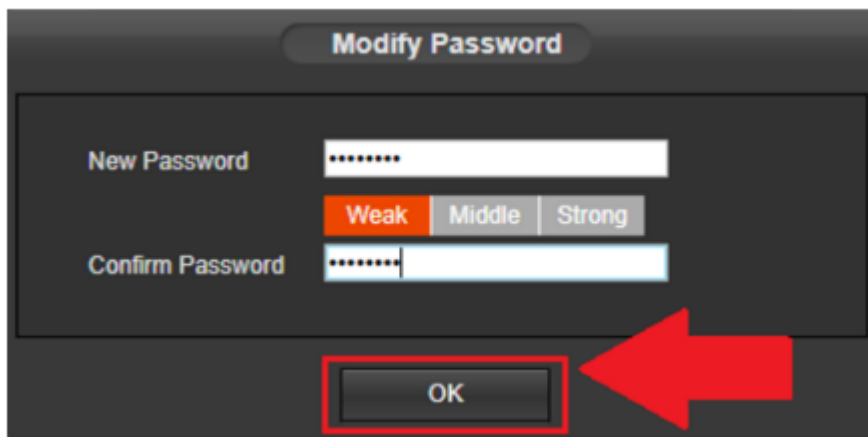 Modify Password
New Password ••••••••
Weak Middle Strong
Confirm Password ••••••••
OK